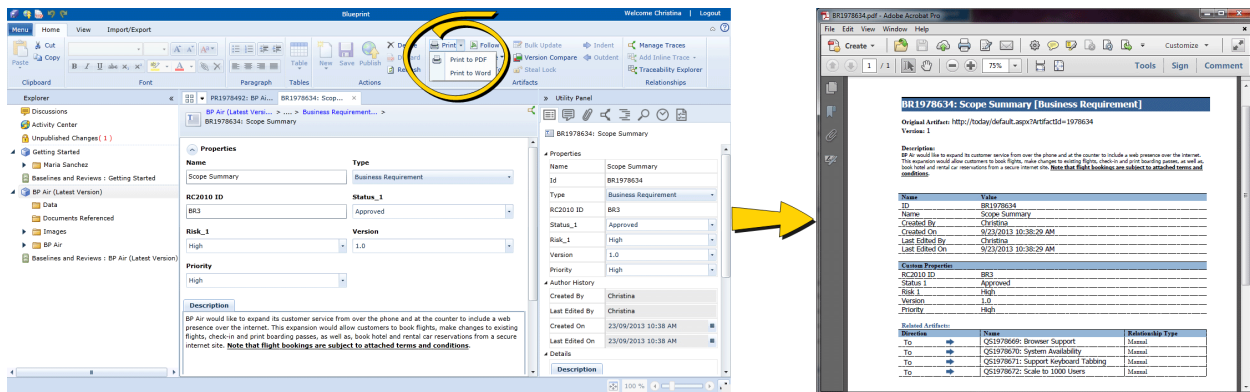 Blueprint
Welcome Christina | Logout
Menu Home View Import/Export
Paste
Cut
Copy
Clipboard
Font
Paragraph
Table
Tables
New Save Publish
Refresh
Actions
Print
Follow
Print to PDF
Print to Word
Bulk Update
Version Compare
Steal Lock
Indent
Outdent
Artifacts
Manage Traces
Add Inline Trace
Traceability Explorer
Relationships
Explorer
Discussions
Activity Center
Unpublished Changes ( 1 )
Getting Started
Maria Sanchez
Baselines and Reviews : Getting Started
BP Air (Latest Version)
Data
Documents Referenced
Images
BP Air
Baselines and Reviews : BP Air (Latest Version)
PR1978492: BP Ai...
BR1978634: Scop... ×
BP Air (Latest Versi... > .... > Business Requirement... >
BR1978634: Scope Summary
Properties
Name
Type
Scope Summary
Business Requirement
RC2010 ID
Status_1
BR3
Approved
Risk_1
Version
High
1.0
Priority
High
Description
BP Air would like to expand its customer service from over the phone and at the counter to include a web
presence over the internet. This expansion would allow customers to book flights, make changes to existing
flights, check-in and print boarding passes, as well as, book hotel and rental car reservations from a secure
internet site. Note that flight bookings are subject to attached terms and conditions.
» Utility Panel
BR1978634: Scope Summary
Properties
Name Scope Summary
Id BR1978634
Type Business Requirement
RC2010 ID BR3
Status_1 Approved
Risk_1 High
Version 1.0
Priority High
Author History
Created By Christina
Last Edited By Christina
Created On 23/09/2013 10:38 AM
Last Edited On 23/09/2013 10:38 AM
Details
Description
100 %
BR1978634.pdf - Adobe Acrobat Pro
File Edit View Window Help
Create
Customize
1 / 1
75%
Tools Sign Comment
BR1978634: Scope Summary [Business Requirement]
Original Artifact: http://today/default.aspx?ArtifactId=1978634
Version: 1
Description:
BP Air would like to expand its customer service from over the phone and at the counter to include a web presence over the internet.
This expansion would allow customers to book flights, make changes to existing flights, check-in and print boarding passes, as well as,
book hotel and rental car reservations from a secure internet site. Note that flight bookings are subject to attached terms and
conditions.
Name Value
ID BR1978634
Name Scope Summary
Created By Christina
Created On 9/23/2013 10:38:29 AM
Last Edited By Christina
Last Edited On 9/23/2013 10:38:29 AM
Custom Properties
RC2010 ID BR3
Status 1 Approved
Risk 1 High
Version 1.0
Priority High
Related Artifacts:
Direction Name Relationship Type
To QS1978669: Browser Support Manual
To QS1978670: System Availability Manual
To QS1978671: Support Keyboard Tabbing Manual
To QS1978672: Scale to 1000 Users Manual